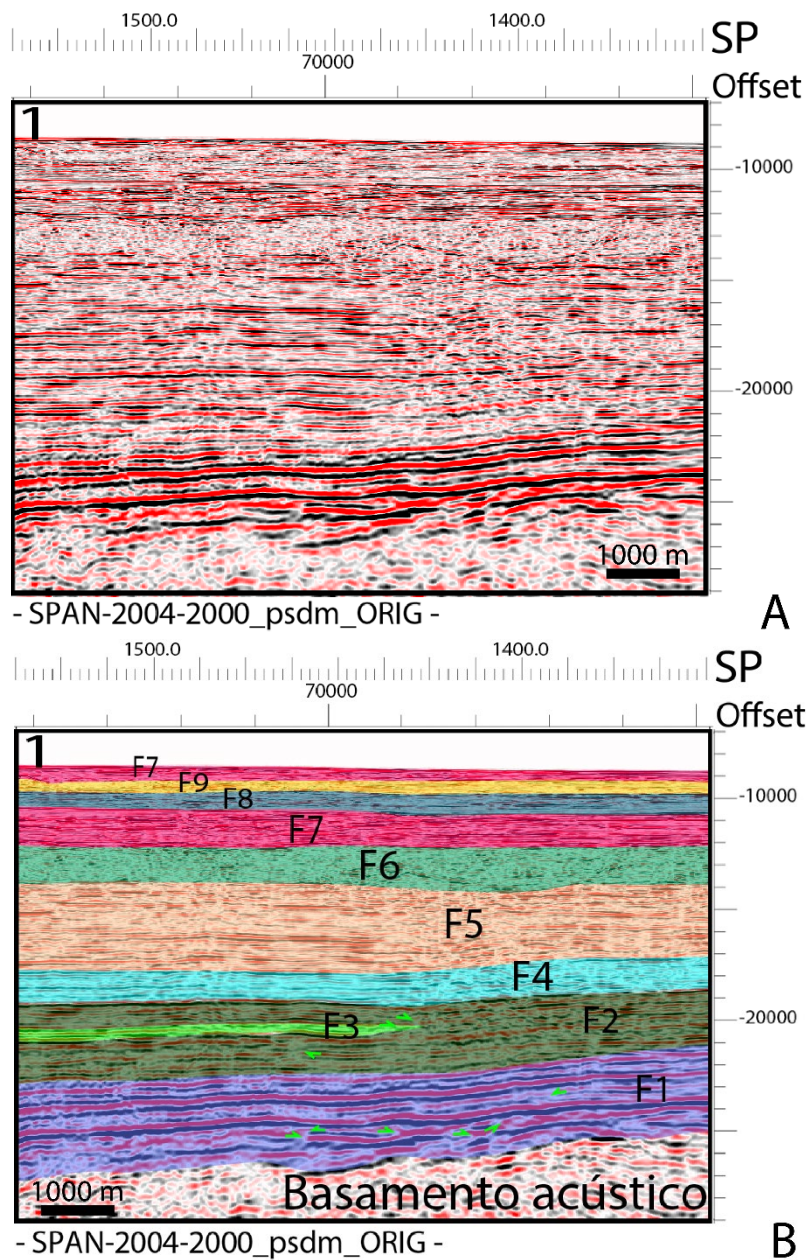 1500.0 1400.0 SP
70000 Offset
1
-10000
-20000
1000 m
- SPAN-2004-2000_psdm_ORIG - A
1500.0 1400.0 SP
70000 Offset
1
F7
F9
F8
-10000
F7
F6
F5
F4
F3 F2
-20000
F1
1000 m Basamento acústico
- SPAN-2004-2000_psdm_ORIG - B